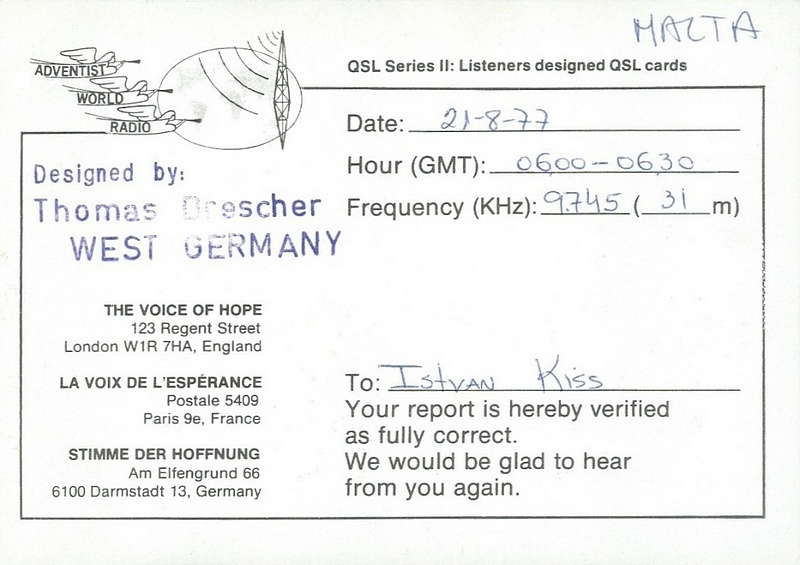 MALTA
ADVENTIST
WORLD
RADIO
QSL Series II: Listeners designed QSL cards
Date: 21-8-77
Hour (GMT): 0600-0630
Frequency (KHz): 9.745 (31 m)
Designed by:
Thomas Drescher
WEST GERMANY
THE VOICE OF HOPE
123 Regent Street
London W1R 7HA, England
LA VOIX DE L'ESPÉRANCE
Postale 5409
Paris 9e, France
STIMME DER HOFFNUNG
Am Elfengrund 66
6100 Darmstadt 13, Germany
To: Istvan Kiss
Your report is hereby verified
as fully correct.
We would be glad to hear
from you again.